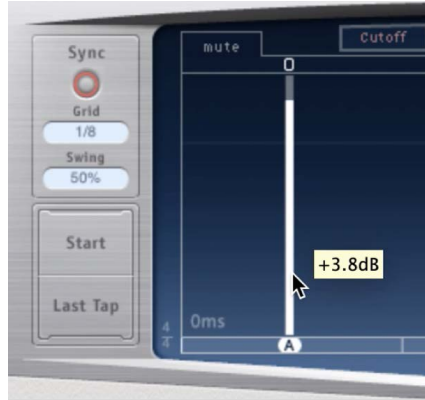 Sync
Grid
1/8
Swing
50%
Start
Last Tap
mute
Cutoff
0
+3.8dB
0ms
4
4
A